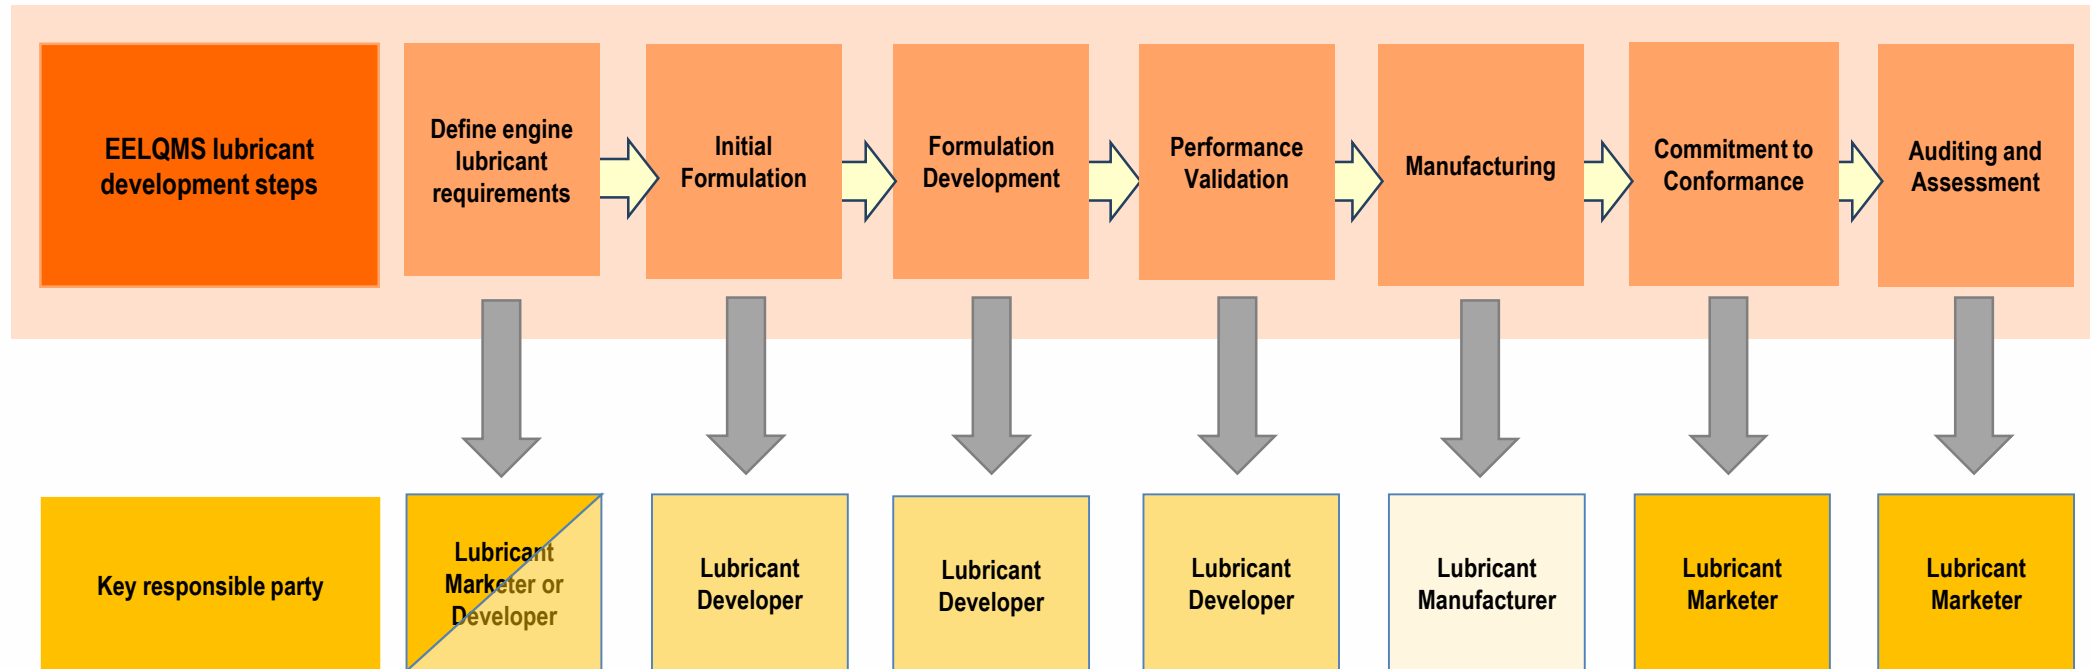 EELQMS lubricant
development steps
Define engine
lubricant
requirements
Initial
Formulation
Formulation
Development
Performance
Validation
Manufacturing
Commitment to
Conformance
Auditing and
Assessment
Key responsible party
Lubricant
Marketer or
Developer
Lubricant
Developer
Lubricant
Developer
Lubricant
Developer
Lubricant
Manufacturer
Lubricant
Marketer
Lubricant
Marketer